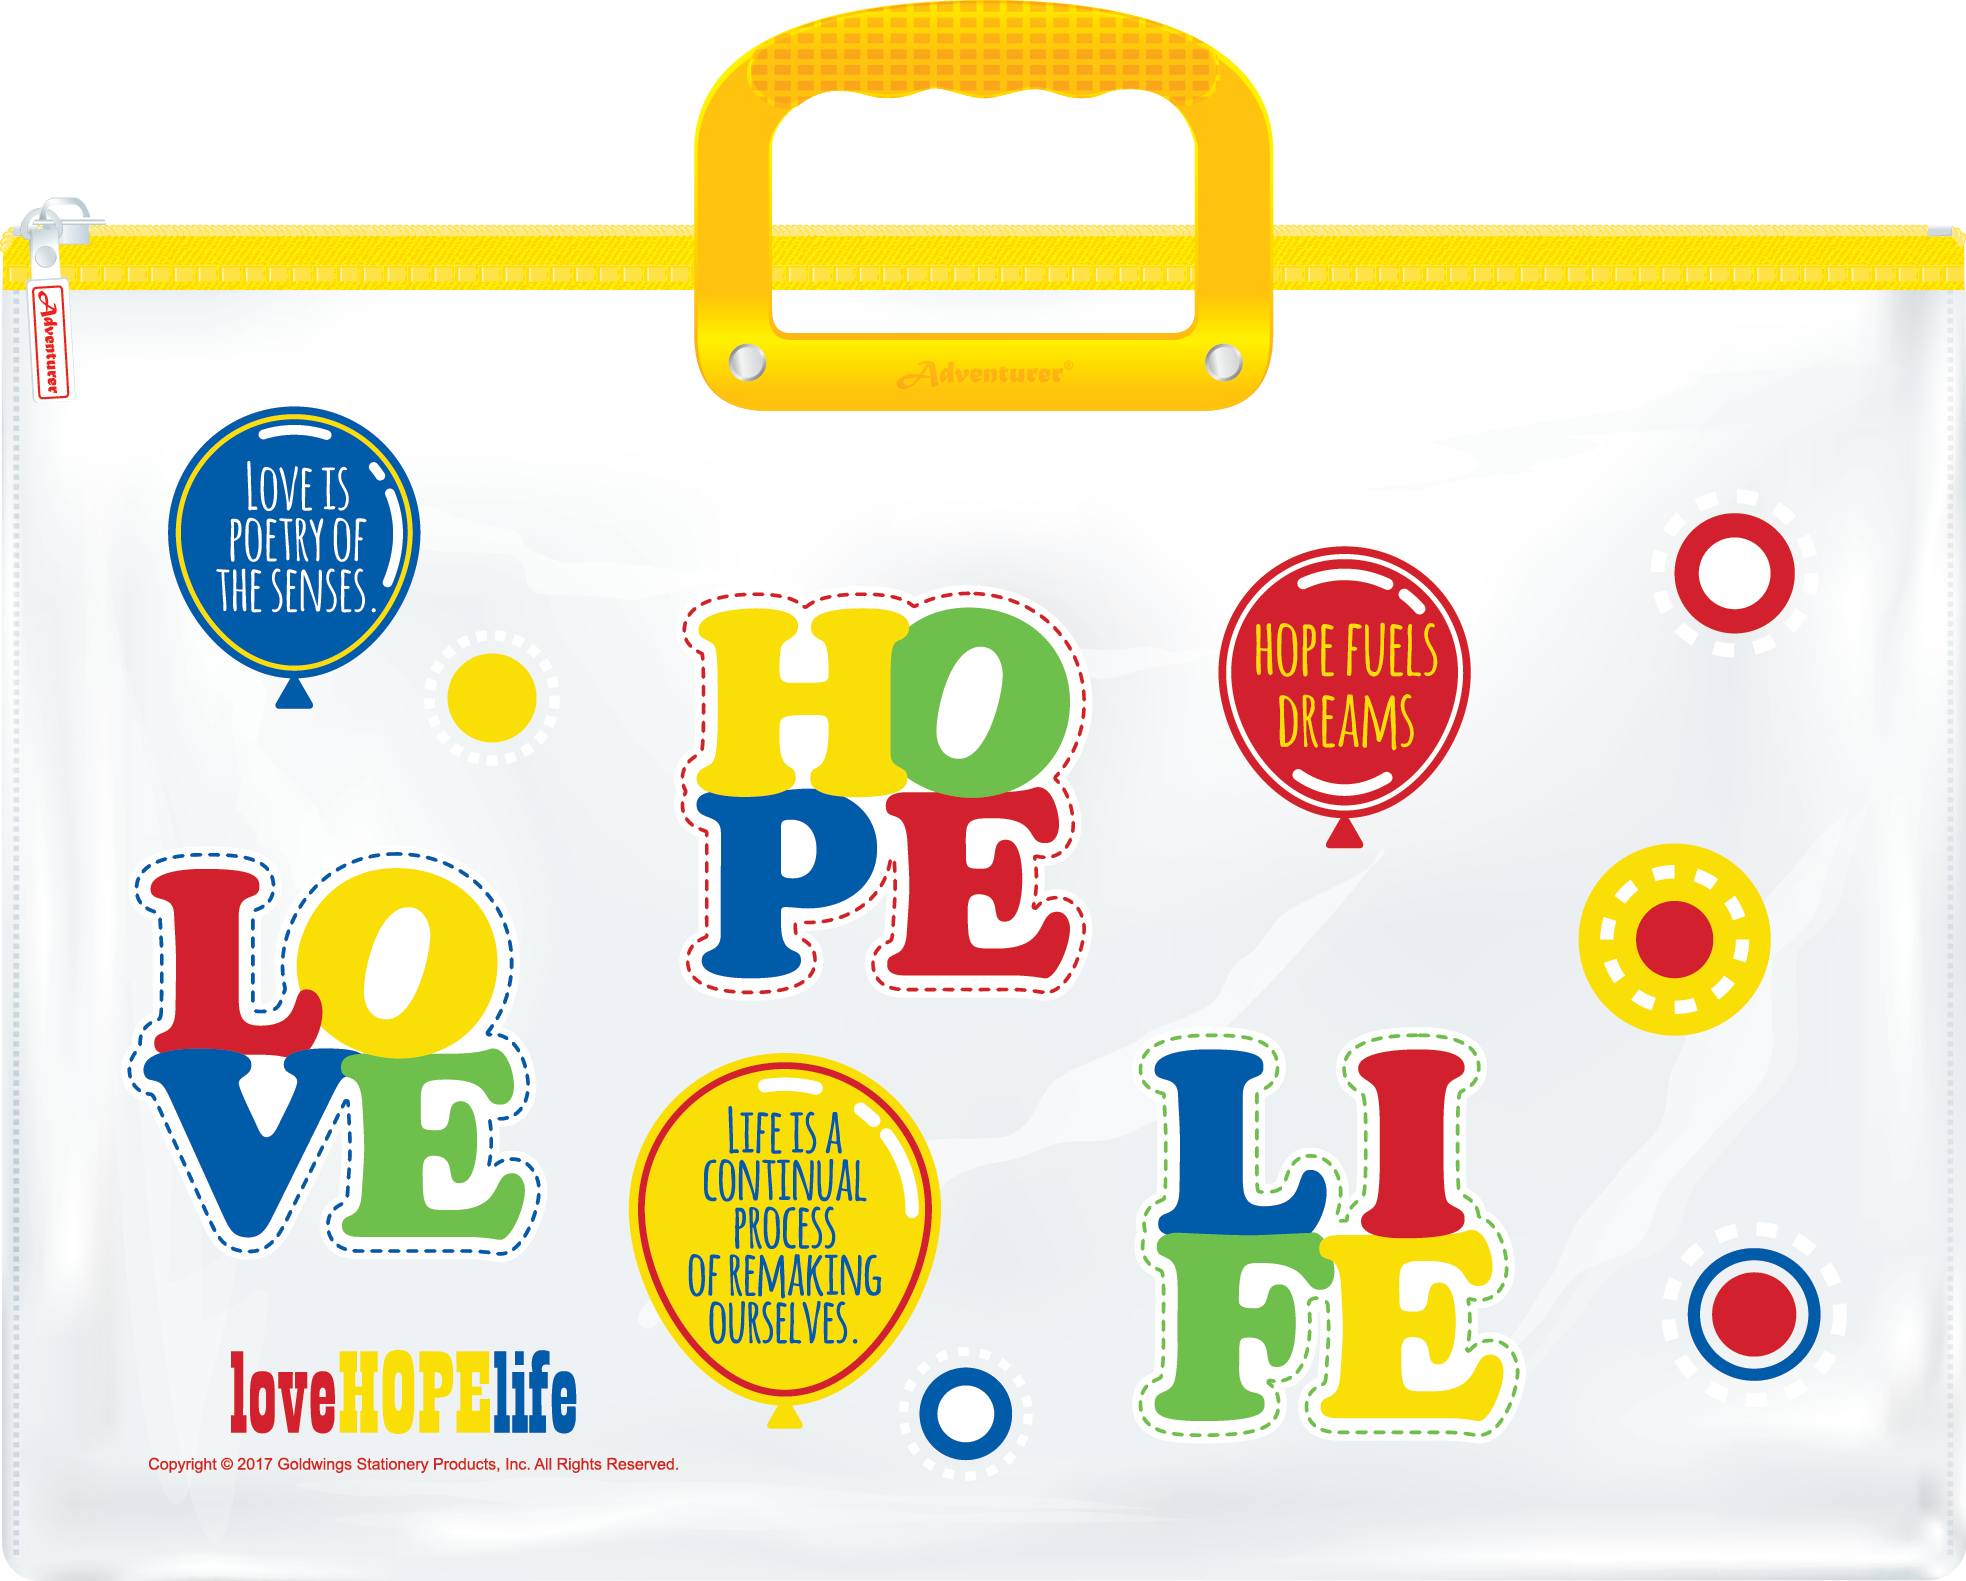 Adventurer
Adventurer®
LOVE IS
POETRY OF
THE SENSES.
HO
PE
HOPE FUELS
DREAMS
LO
VE
LIFE IS A
CONTINUAL
PROCESS
OF REMAKING
OURSELVES.
LI
FE
loveHOPElife
Copyright © 2017 Goldwings Stationery Products, Inc. All Rights Reserved.